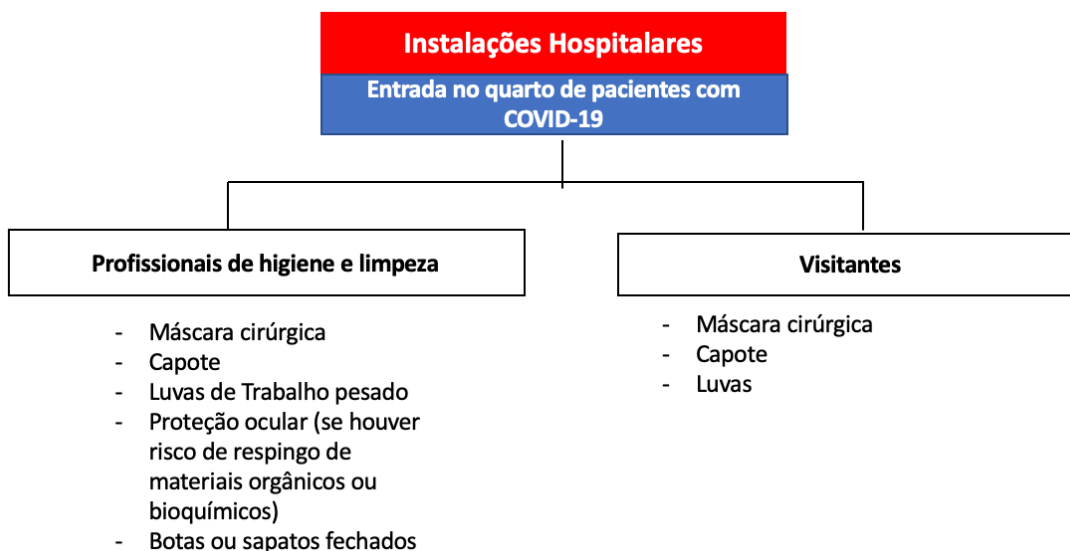 Instalações Hospitalares
Entrada no quarto de pacientes com
COVID-19
Profissionais de higiene e limpeza
- Máscara cirúrgica
- Capote
- Luvas de Trabalho pesado
- Proteção ocular (se houver
risco de respingo de
materiais orgânicos ou
bioquímicos)
- Botas ou sapatos fechados
Visitantes
- Máscara cirúrgica
- Capote
- Luvas